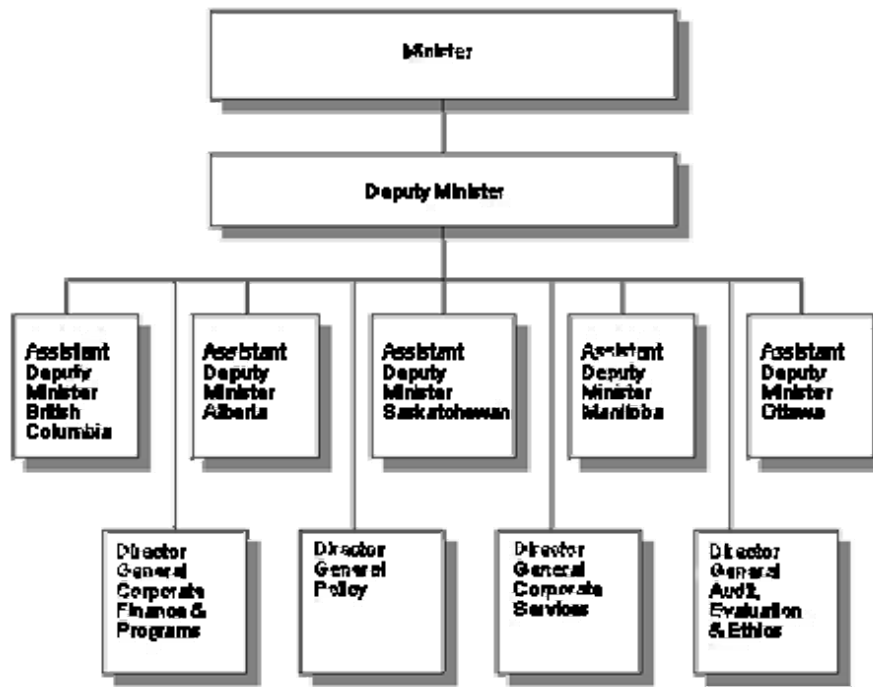 Minister
Deputy Minister
Assistant
Deputy
Minister
British
Columbia
Assistant
Deputy
Minister
Alberta
Assistant
Deputy
Minister
Saskatchewan
Assistant
Deputy
Minister
Manitoba
Assistant
Deputy
Minister
Ottawa
Director
General
Corporate
Finance &
Programs
Director
General
Policy
Director
General
Corporate
Services
Director
General
Audit,
Evaluation
& Ethics